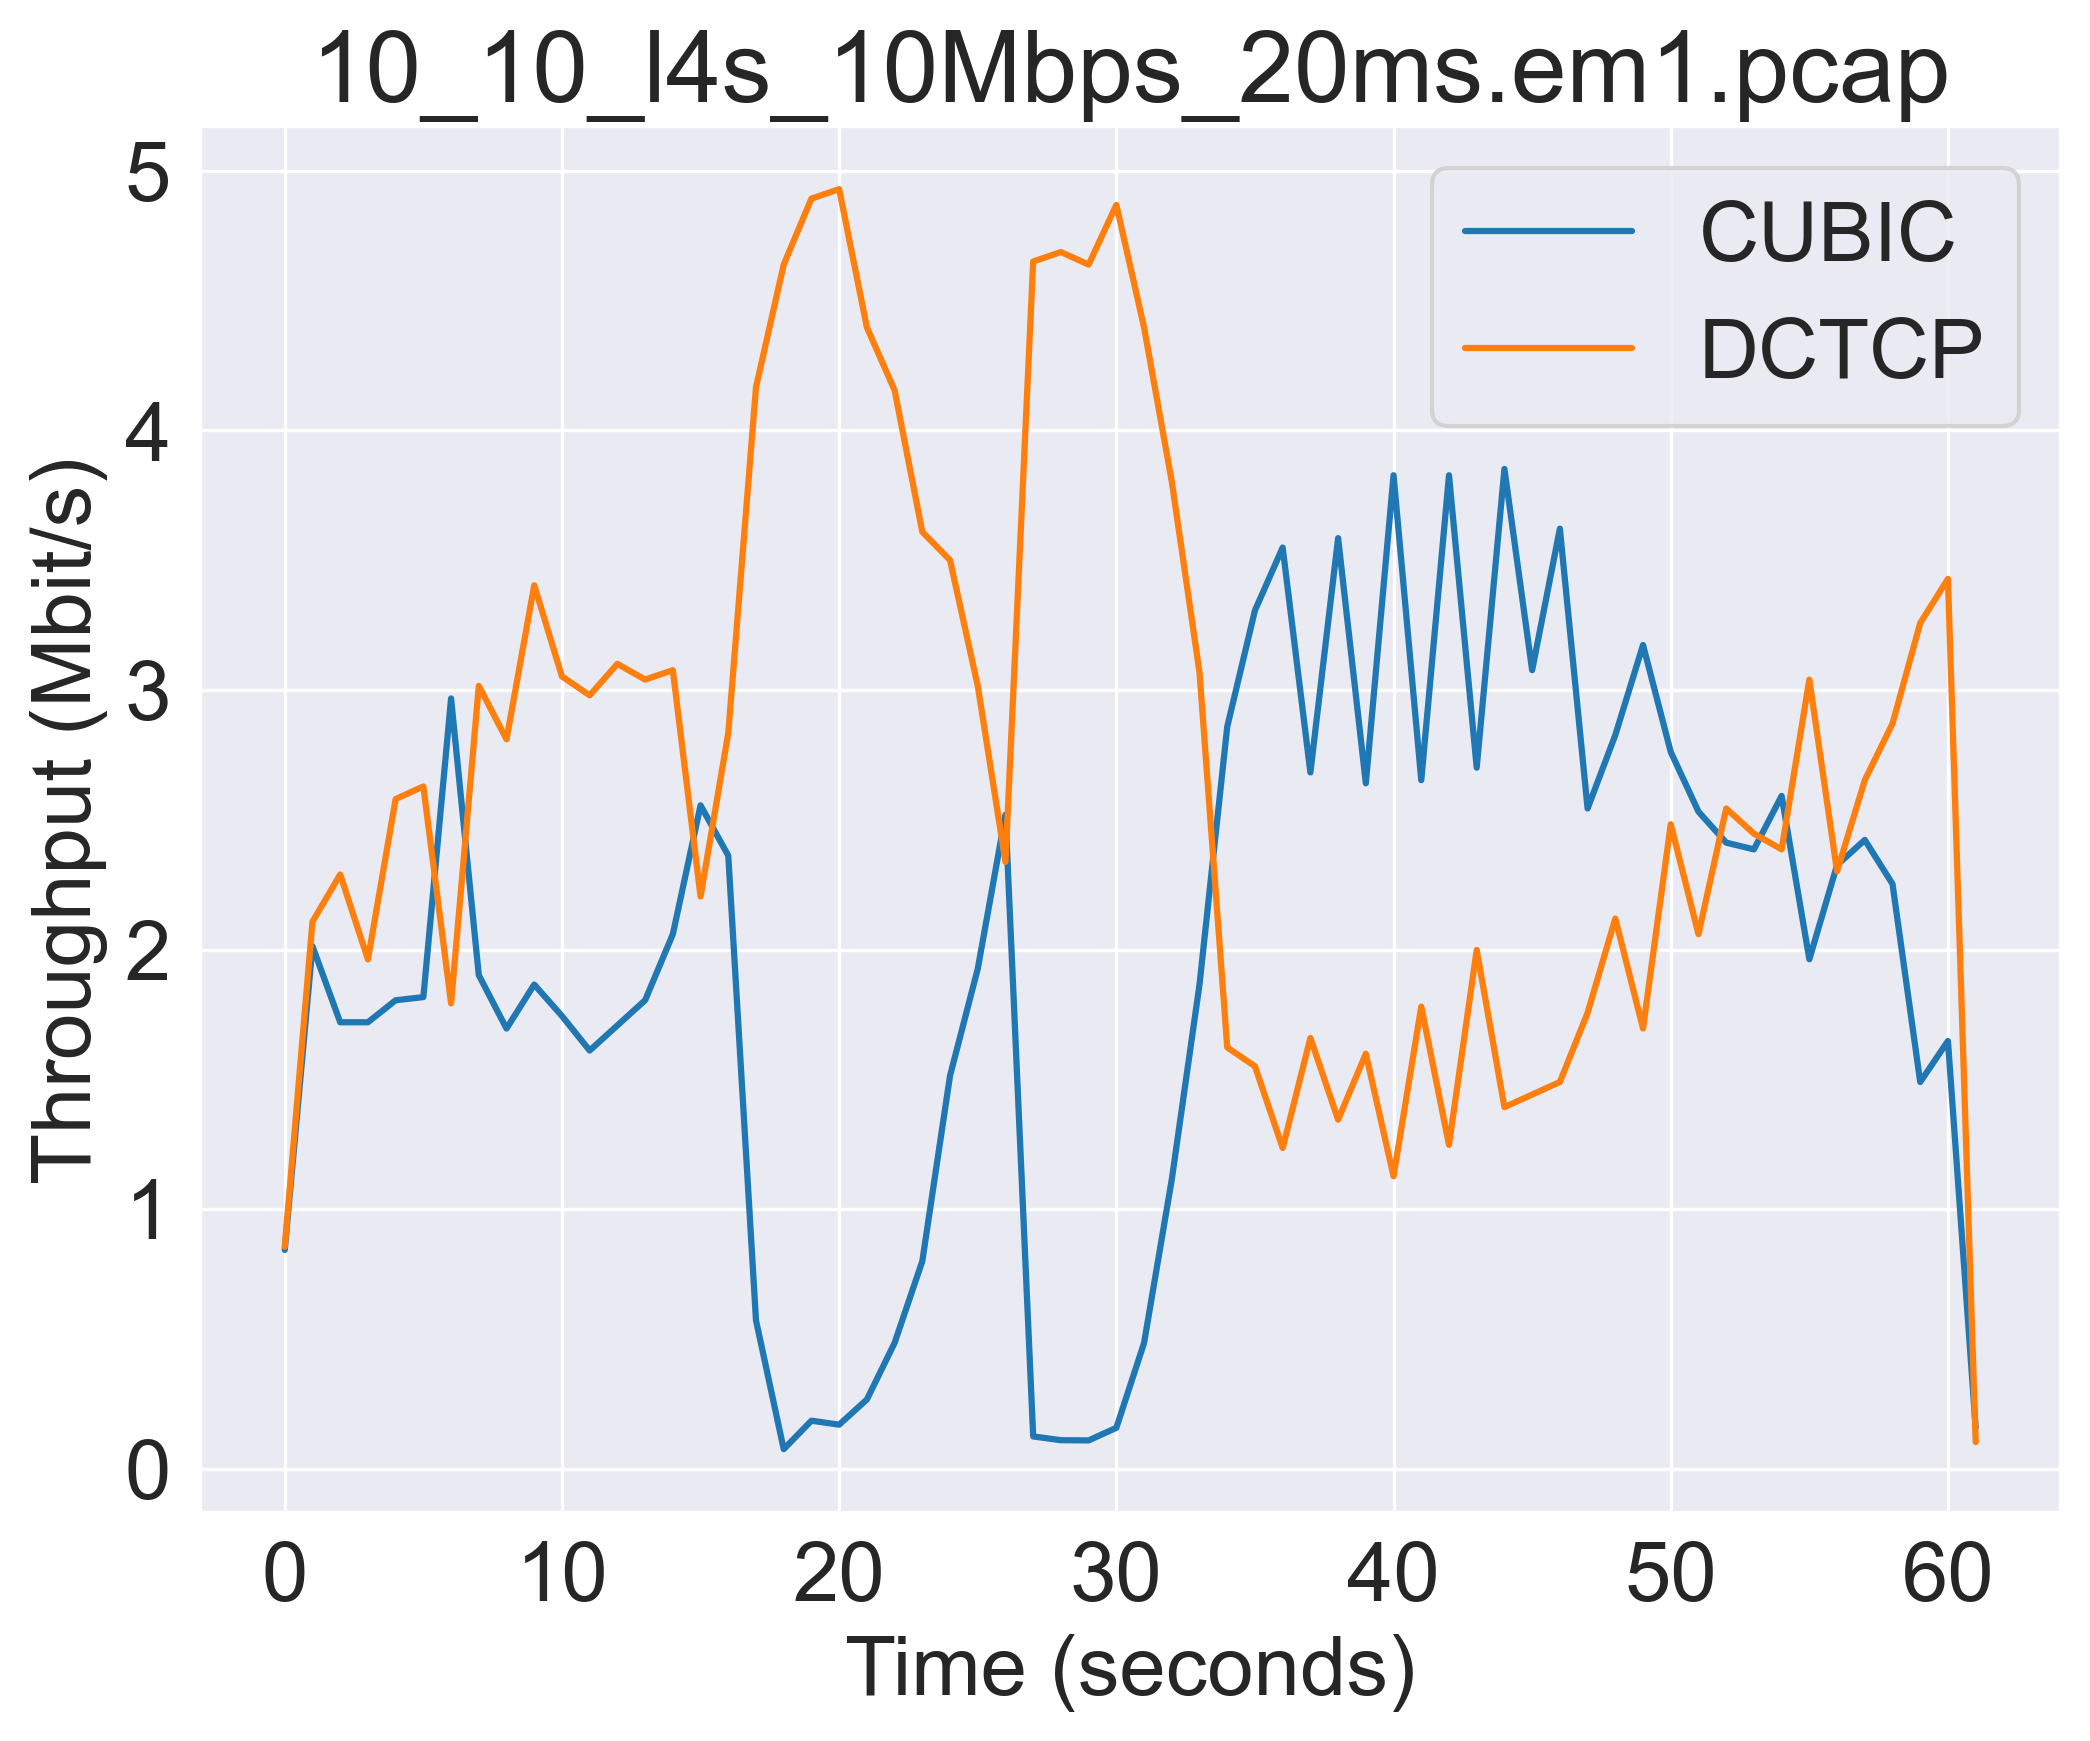 10_10_l4s_10Mbps_20ms.em1.pcap
Throughput (Mbit/s)
5
4
3
2
1
0
CUBIC
DCTCP
0 10 20 30 40 50 60
Time (seconds)